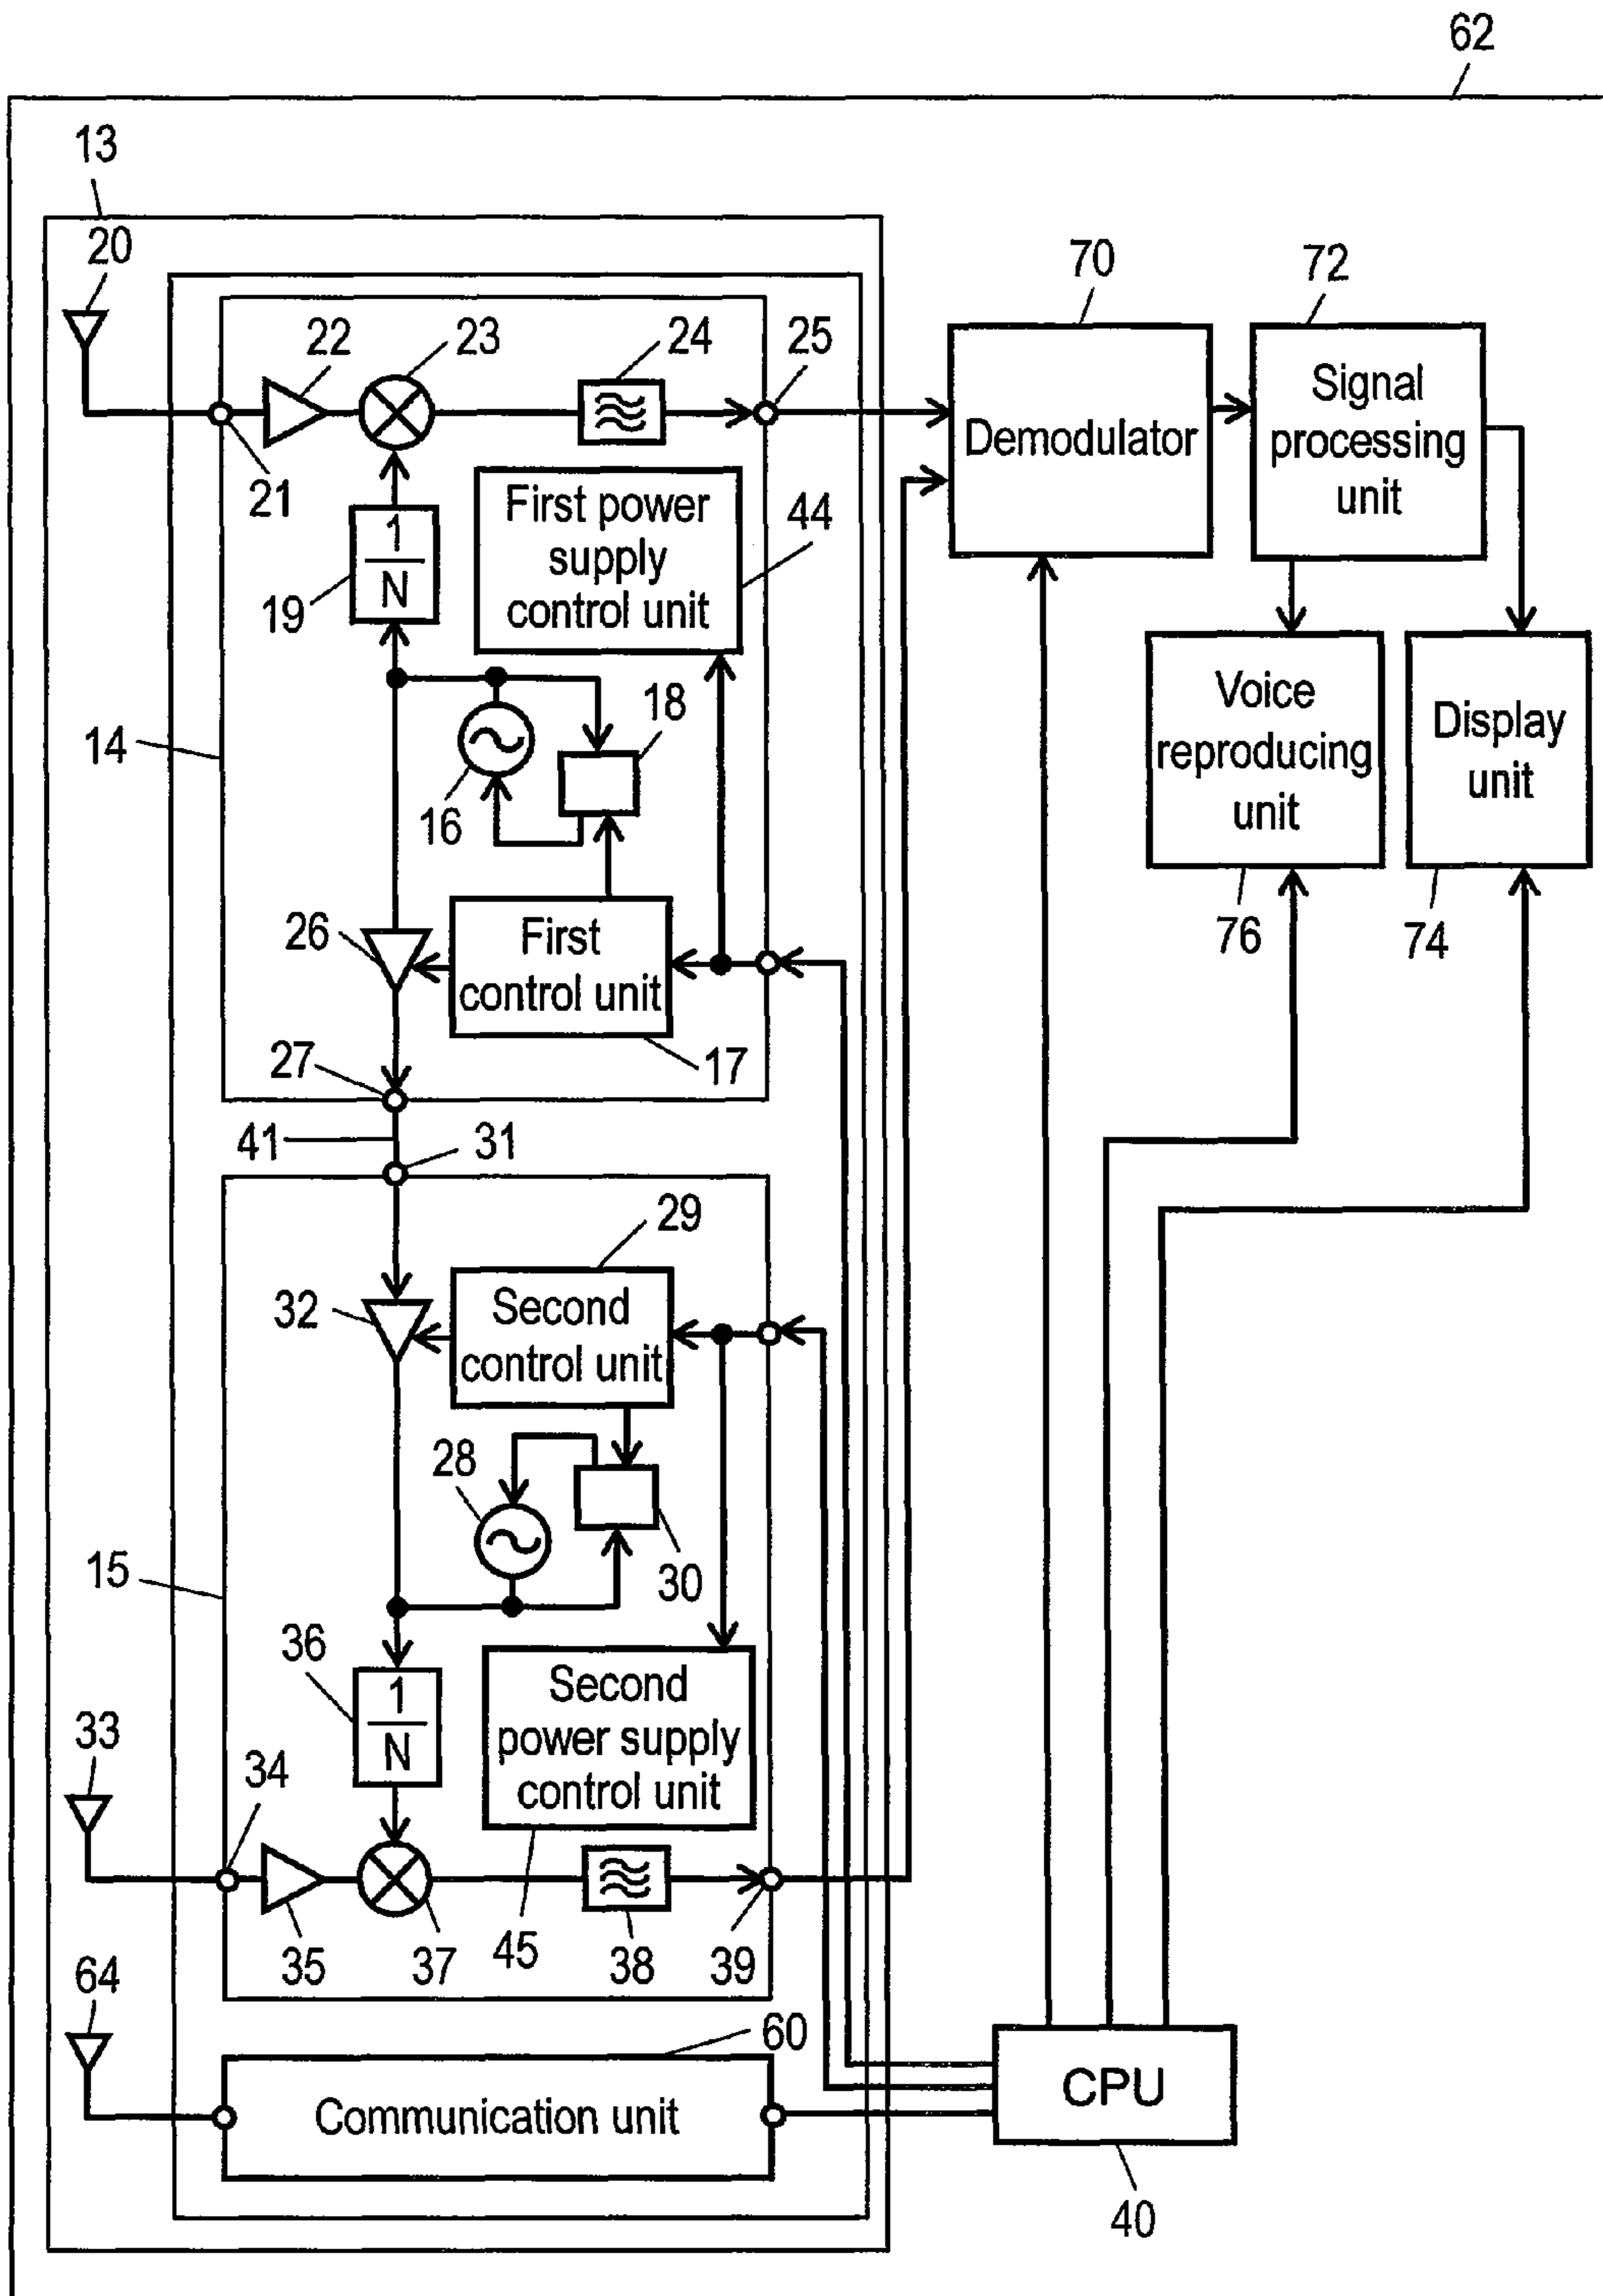 62
13
20
70
72
22
23
24
25
Signal
processing
unit
Demodulator
21
First power
supply
control unit
44
1
N
19
18
Voice
reproducing
unit
Display
unit
14
16
26
First
control unit
76
74
27
17
41
31
29
32
Second
control unit
28
15
30
36
1
N
Second
power supply
control unit
33
34
35
37
45
38
39
64
60
Communication unit
CPU
40